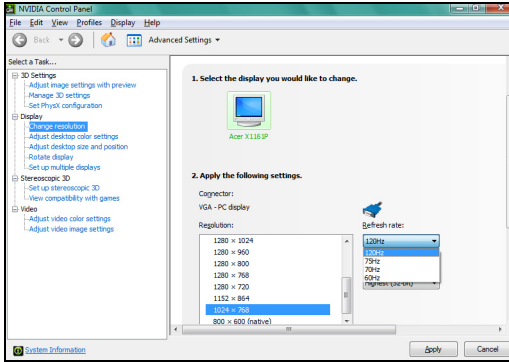 NVIDIA Control Panel
File Edit View Profiles Display Help
Back Advanced Settings
Select a Task...
3D Settings
Adjust image settings with preview
Manage 3D settings
Set PhysX configuration
Display
Change resolution
Adjust desktop color settings
Adjust desktop size and position
Rotate display
Set up multiple displays
Stereoscopic 3D
Set up stereoscopic 3D
View compatibility with games
Video
Adjust video color settings
Adjust video image settings
1. Select the display you would like to change.
Acer X1161P
2. Apply the following settings.
Connector:
VGA - PC display
Resolution:
Refresh rate:
1280 × 1024
1280 × 960
1280 × 800
1280 × 768
1280 × 720
1152 × 864
1024 × 768
800 × 600 (native)
120Hz
120Hz
75Hz
70Hz
60Hz
Highest (32-bit)
System Information
Apply
Cancel